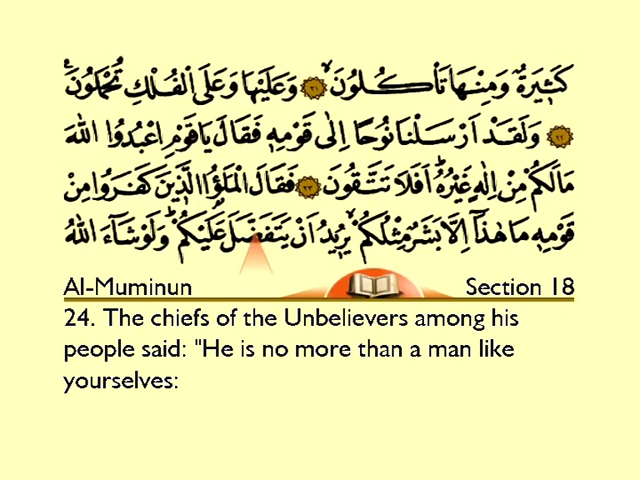 كَثِيرَةٌ وَمِنْهَا تَأْكُلُونَ ۙ ٢١ وَعَلَيْهَا وَعَلَى الْفُلْكِ تُحْمَلُونَ ۚ
٢٢ وَلَقَدْ اَرْسَلْنَا نُوحًا اِلٰى قَوْمِهٖ فَقَالَ يَاقَوْمِ اعْبُدُوا اللّٰهَ
مَالَكُمْ مِنْ اِلٰهٍ غَيْرُهُ ۜ اَفَلَا تَتَّقُونَ ٢٣ فَقَالَ الْمَلَؤُ۬ا الَّذِينَ كَفَرُوا مِنْ
قَوْمِهٖ مَا هٰذَٓا اِلَّا بَشَرٌ مِثْلُكُمْ ۙ يُرِيدُ اَنْ يَتَفَضَّلَ عَلَيْكُمْ ۜ وَلَوْ شَٓاءَ اللّٰهُ
Al-Muminun Section 18
24. The chiefs of the Unbelievers among his
people said: "He is no more than a man like
yourselves: